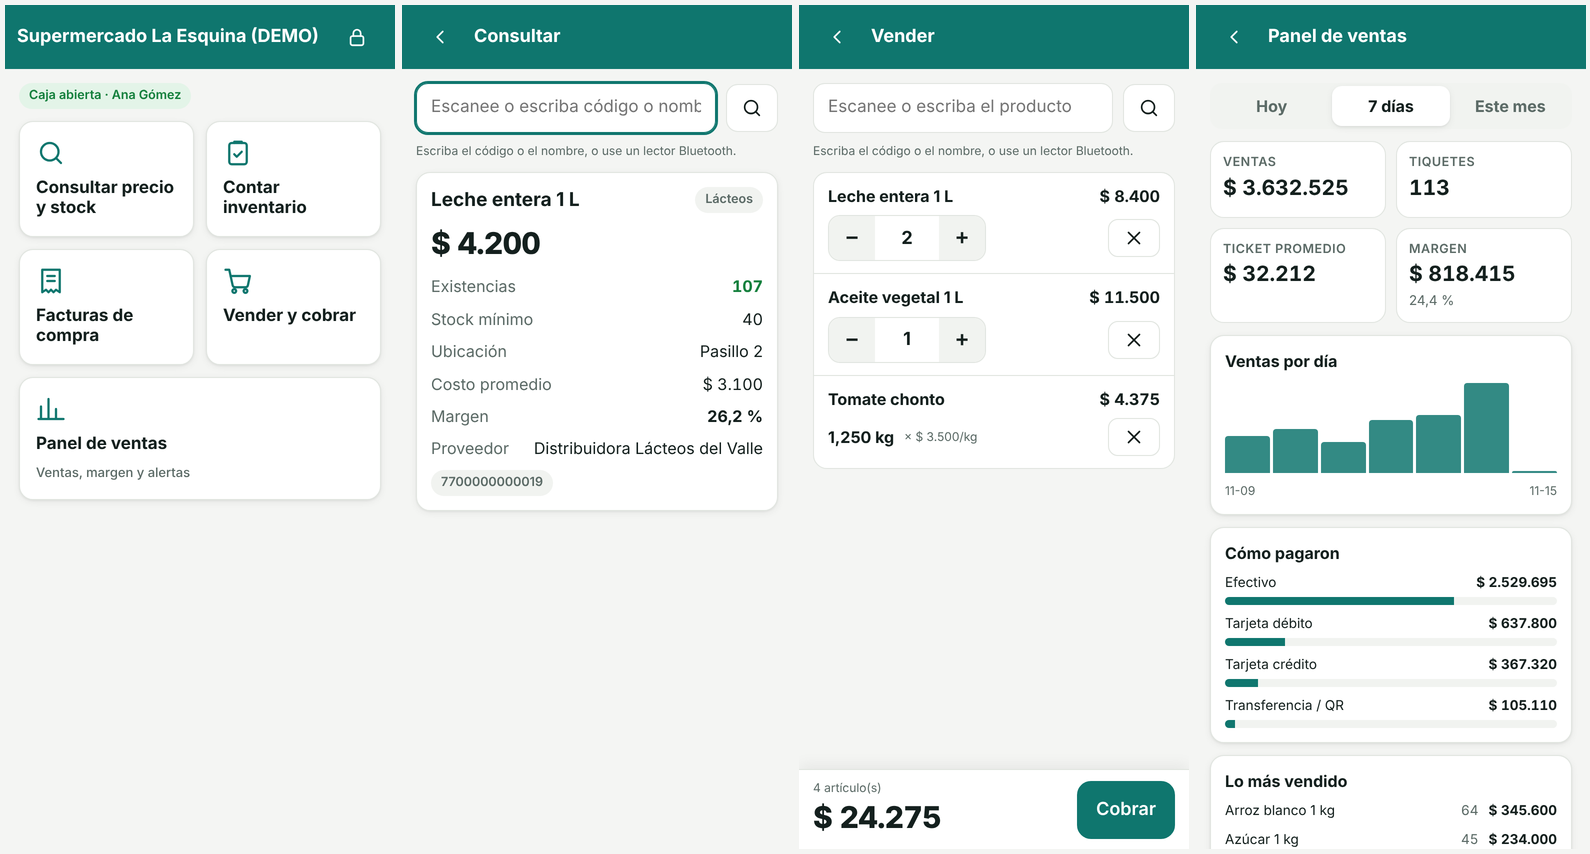 Supermercado La Esquina (DEMO)
Caja abierta · Ana Gómez
Consultar precio
y stock
Contar
inventario
Facturas de
compra
Vender y cobrar
Panel de ventas
Ventas, margen y alertas
Consultar
Escanee o escriba código o nomb
Escriba el código o el nombre, o use un lector Bluetooth.
Leche entera 1 L
Lácteos
$ 4.200
Existencias 107
Stock mínimo 40
Ubicación Pasillo 2
Costo promedio $ 3.100
Margen 26,2 %
Proveedor Distribuidora Lácteos del Valle
7700000000019
Vender
Escanee o escriba el producto
Escriba el código o el nombre, o use un lector Bluetooth.
Leche entera 1 L $ 8.400
− 2 +
Aceite vegetal 1 L $ 11.500
− 1 +
Tomate chonto $ 4.375
1,250 kg × $ 3.500/kg
4 artículo(s)
$ 24.275
Cobrar
Panel de ventas
Hoy 7 días Este mes
VENTAS
$ 3.632.525
TIQUETES
113
TICKET PROMEDIO
$ 32.212
MARGEN
$ 818.415
24,4 %
Ventas por día
11-09 11-15
Cómo pagaron
Efectivo $ 2.529.695
Tarjeta débito $ 637.800
Tarjeta crédito $ 367.320
Transferencia / QR $ 105.110
Lo más vendido
Arroz blanco 1 kg 64 $ 345.600
Azúcar 1 kg 45 $ 234.000